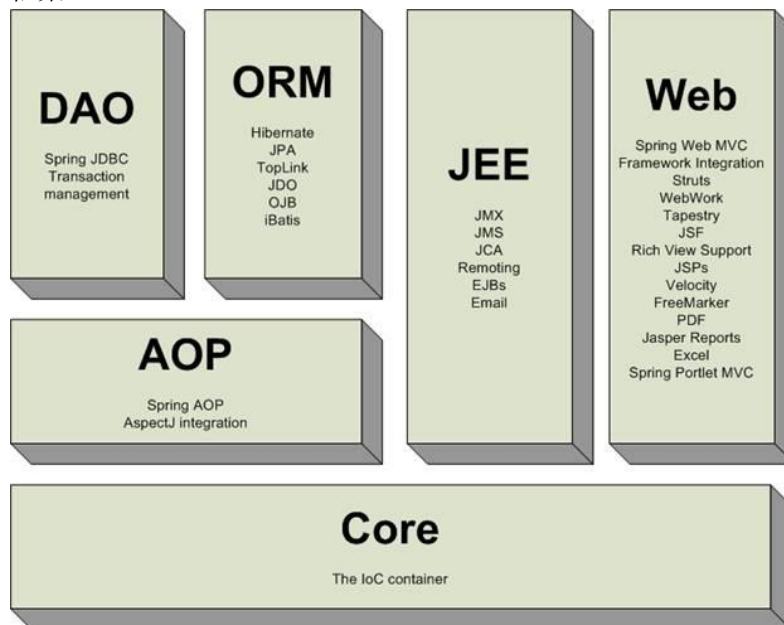 DAO
Spring JDBC
Transaction
management
ORM
Hibernate
JPA
TopLink
JDO
OJB
iBatis
JEE
JMX
JMS
JCA
Remoting
EJBs
Email
Web
Spring Web MVC
Framework Integration
Struts
WebWork
Tapestry
JSF
Rich View Support
JSPs
Velocity
FreeMarker
PDF
Jasper Reports
Excel
Spring Portlet MVC
AOP
Spring AOP
AspectJ integration
Core
The IoC container